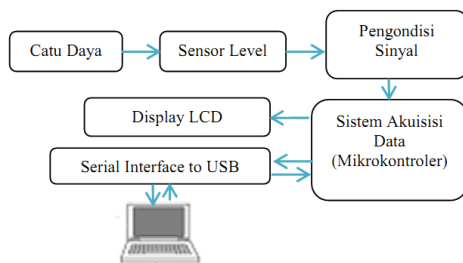 Catu Daya
Sensor Level
Pengondisi
Sinyal
Display LCD
Sistem Akuisisi
Data
(Mikrokontroler)
Serial Interface to USB